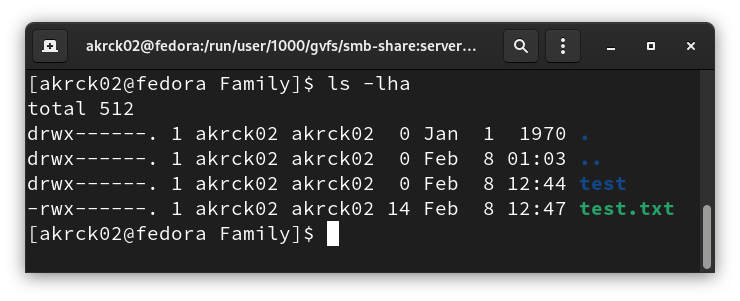 akrck02@fedora:/run/user/1000/gvfs/smb-share:server...
[akrck02@fedora Family]$ ls -lha
total 512
drwx------. 1 akrck02 akrck02  0 Jan  1  1970 .
drwx------. 1 akrck02 akrck02  0 Feb  8 01:03 ..
drwx------. 1 akrck02 akrck02  0 Feb  8 12:44 test
-rwx------. 1 akrck02 akrck02 14 Feb  8 12:47 test.txt
[akrck02@fedora Family]$